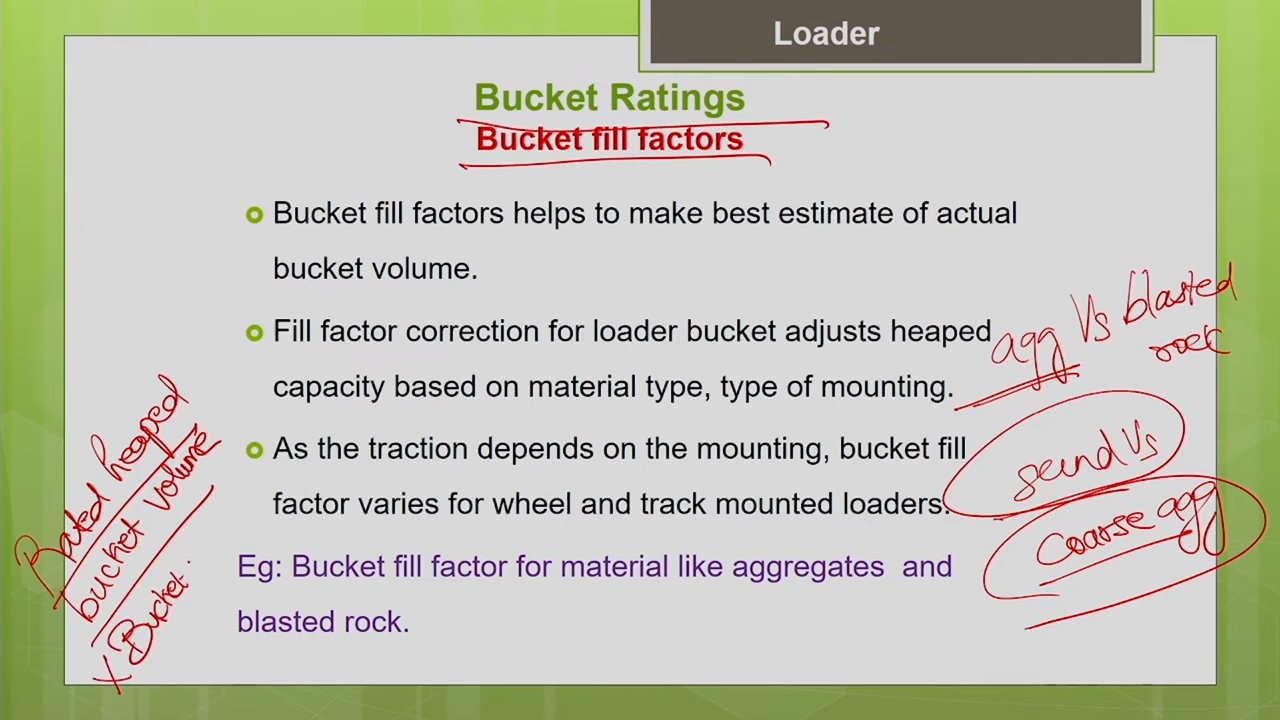 Loader
Bucket Ratings
Bucket fill factors
Bucket fill factors helps to make best estimate of actual
bucket volume.
Fill factor correction for loader bucket adjusts heaped
capacity based on material type, type of mounting.
As the traction depends on the mounting, bucket fill
factor varies for wheel and track mounted loaders.
Eg: Bucket fill factor for material like aggregates and
blasted rock.
agg Vs blasted
rock
sand Vs
coarse agg
Rated heaped
bucket volume
x Bucket